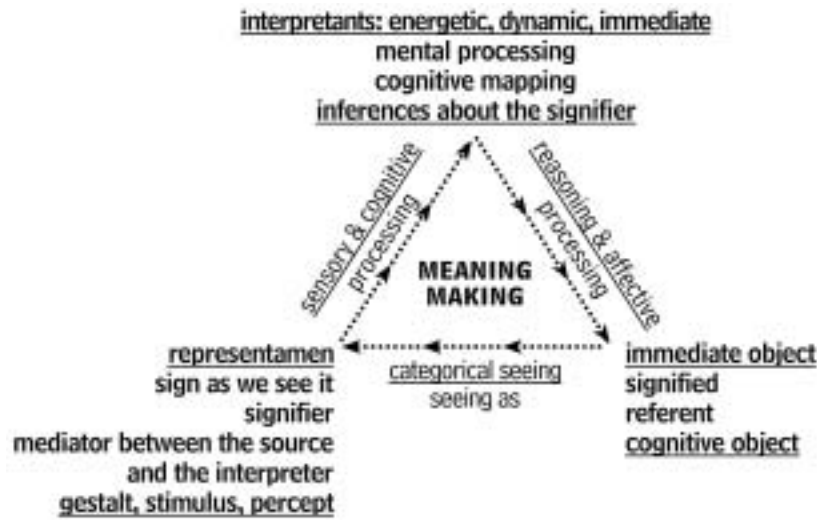 interpretants: energetic, dynamic, immediate
mental processing
cognitive mapping
inferences about the signifier
sensory & cognitive
processing
reasoning & affective
processing
MEANING
MAKING
representamen
sign as we see it
signifier
mediator between the source
and the interpreter
gestalt, stimulus, percept
categorical seeing
seeing as
immediate object
signified
referent
cognitive object